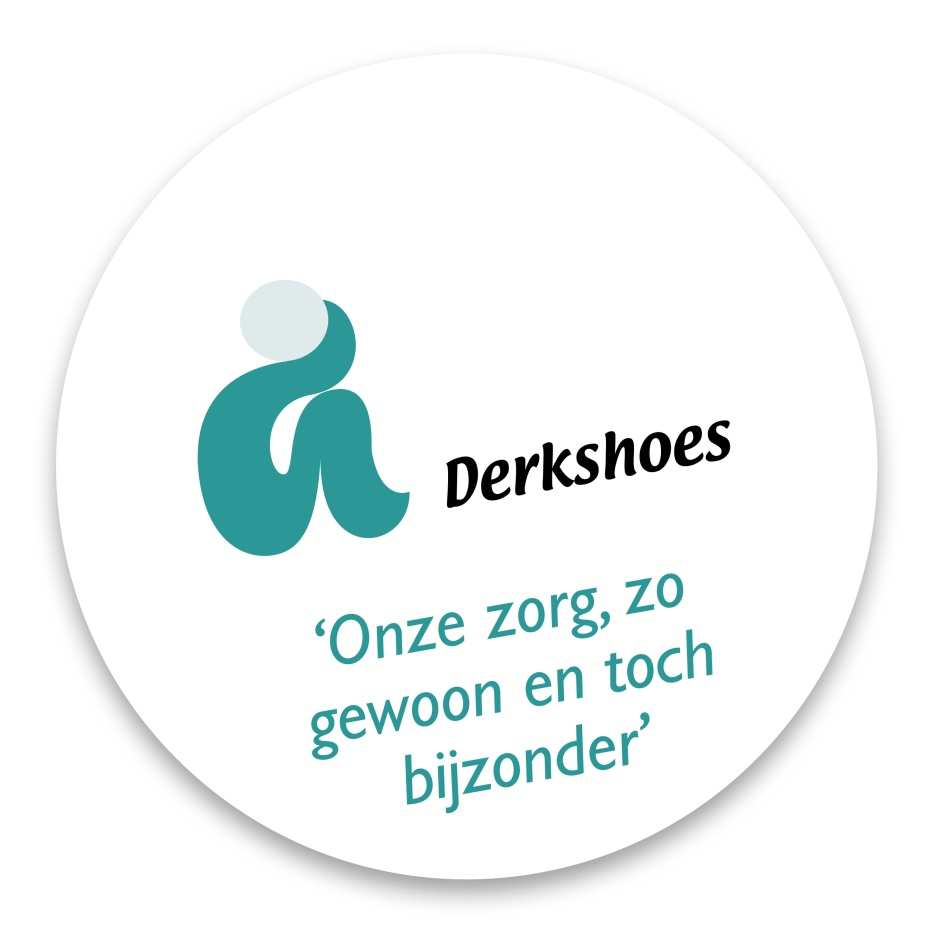 Derkshoes
‘Onze zorg, zo
gewoon en toch
bijzonder’